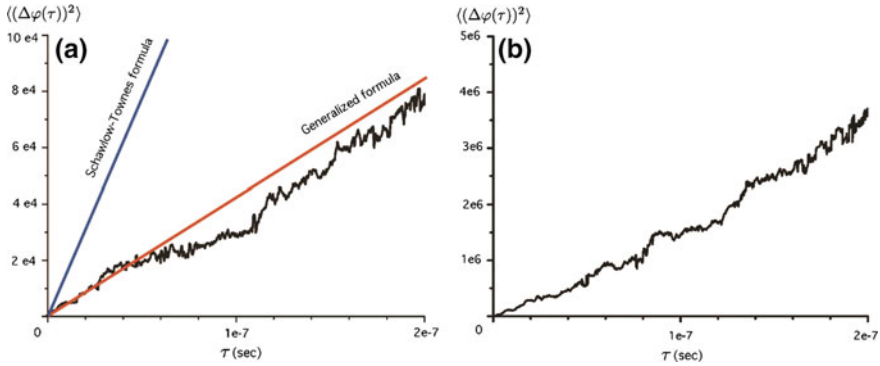 ⟨(Δφ(τ))²⟩
10 e4
(a)
8 e4
6 e4
4 e4
2 e4
0
1e-7
2e-7
τ (sec)
Schawlow-Townes formula
Generalized formula
⟨(Δφ(τ))²⟩
5e6
(b)
4e6
3e6
2e6
1e6
0
1e-7
2e-7
τ (sec)